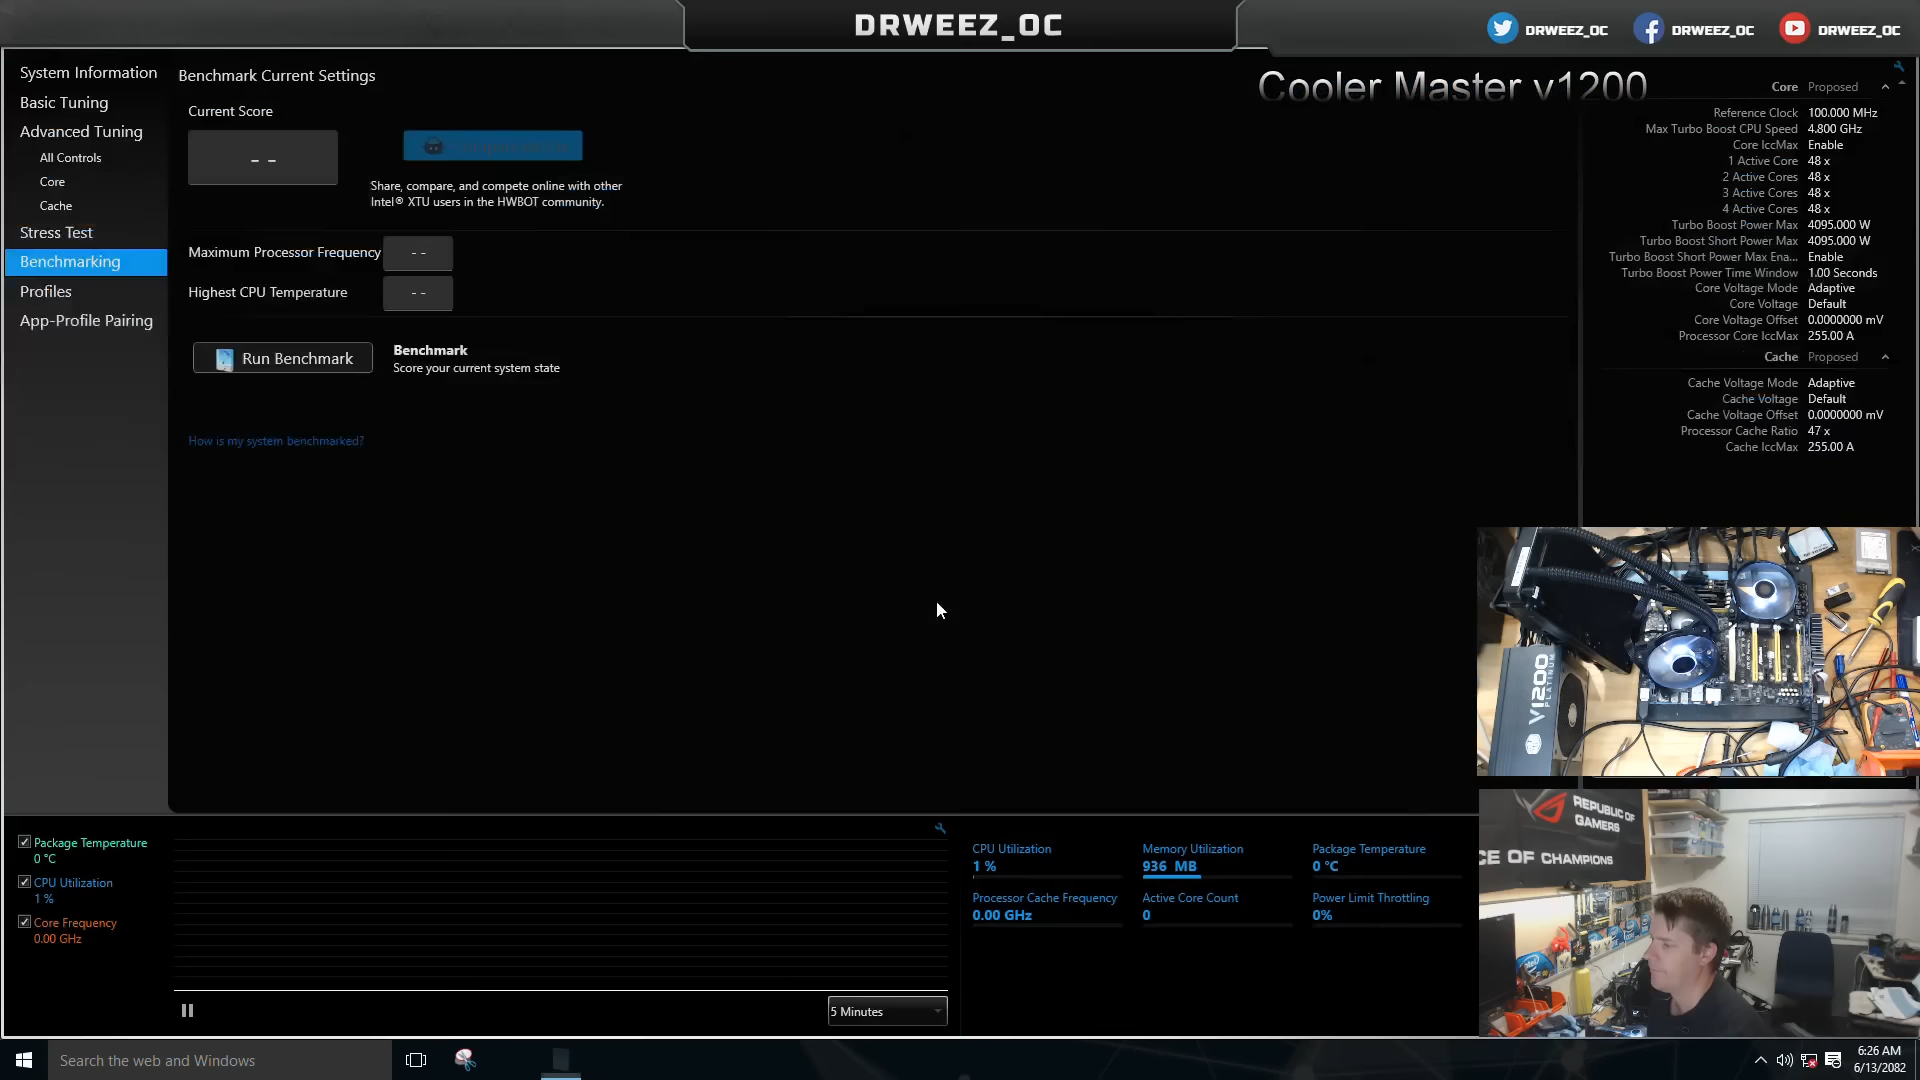 DRWEEZ_OC
DRWEEZ_OC
DRWEEZ_OC
DRWEEZ_OC
System Information
Basic Tuning
Advanced Tuning
All Controls
Core
Cache
Stress Test
Benchmarking
Profiles
App-Profile Pairing
Benchmark Current Settings
Current Score
- -
Share, compare, and compete online with other
Intel® XTU users in the HWBOT community.
Maximum Processor Frequency - -
Highest CPU Temperature - -
Run Benchmark
Benchmark
Score your current system state
How is my system benchmarked?
Cooler Master v1200
Core Proposed
Reference Clock 100.000 MHz
Max Turbo Boost CPU Speed 4.800 GHz
Core IccMax Enable
1 Active Core 48 x
2 Active Cores 48 x
3 Active Cores 48 x
4 Active Cores 48 x
Turbo Boost Power Max 4095.000 W
Turbo Boost Short Power Max 4095.000 W
Turbo Boost Short Power Max Ena... Enable
Turbo Boost Power Time Window 1.00 Seconds
Core Voltage Mode Adaptive
Core Voltage Default
Core Voltage Offset 0.0000000 mV
Processor Core IccMax 255.00 A
Cache Proposed
Cache Voltage Mode Adaptive
Cache Voltage Default
Cache Voltage Offset 0.0000000 mV
Processor Cache Ratio 47 x
Cache IccMax 255.00 A
V1200
PLATINUM
REPUBLIC OF
GAMERS
CE OF CHAMPIONS
Package Temperature
0 °C
CPU Utilization
1 %
Core Frequency
0.00 GHz
5 Minutes
CPU Utilization
1 %
Memory Utilization
936 MB
Package Temperature
0 °C
Processor Cache Frequency
0.00 GHz
Active Core Count
0
Power Limit Throttling
0%
Search the web and Windows
6:26 AM
6/13/2082